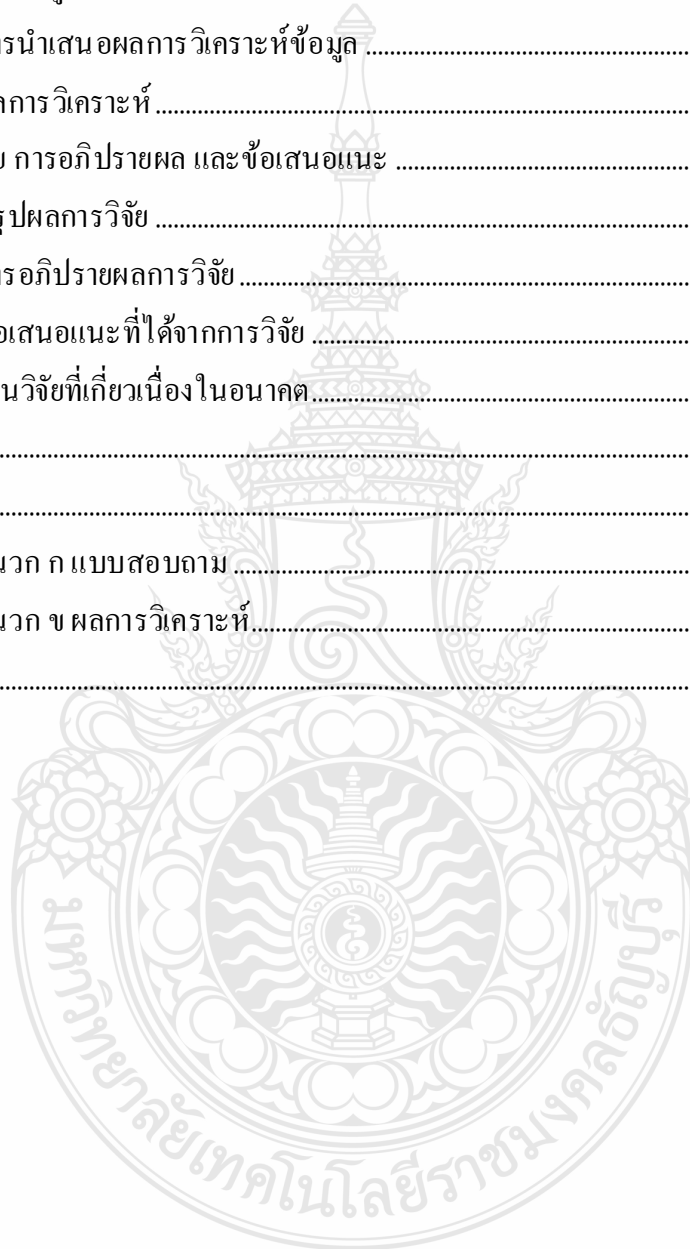 รนำเสนอผลการวิเคราะห์ข้อมูล ........................................
ลการวิเคราะห์ ........................................
ย การอภิปรายผล และข้อเสนอแนะ ........................................
รุปผลการวิจัย ........................................
รอภิปรายผลการวิจัย ........................................
อเสนอแนะที่ได้จากการวิจัย ........................................
นวิจัยที่เกี่ยวเนื่องในอนาคต ........................................
........................................
........................................
นวก ก แบบสอบถาม ........................................
นวก ข ผลการวิเคราะห์ ........................................
........................................
มหาวิทยาลัยเทคโนโลยีราชมงคลธัญบุรี